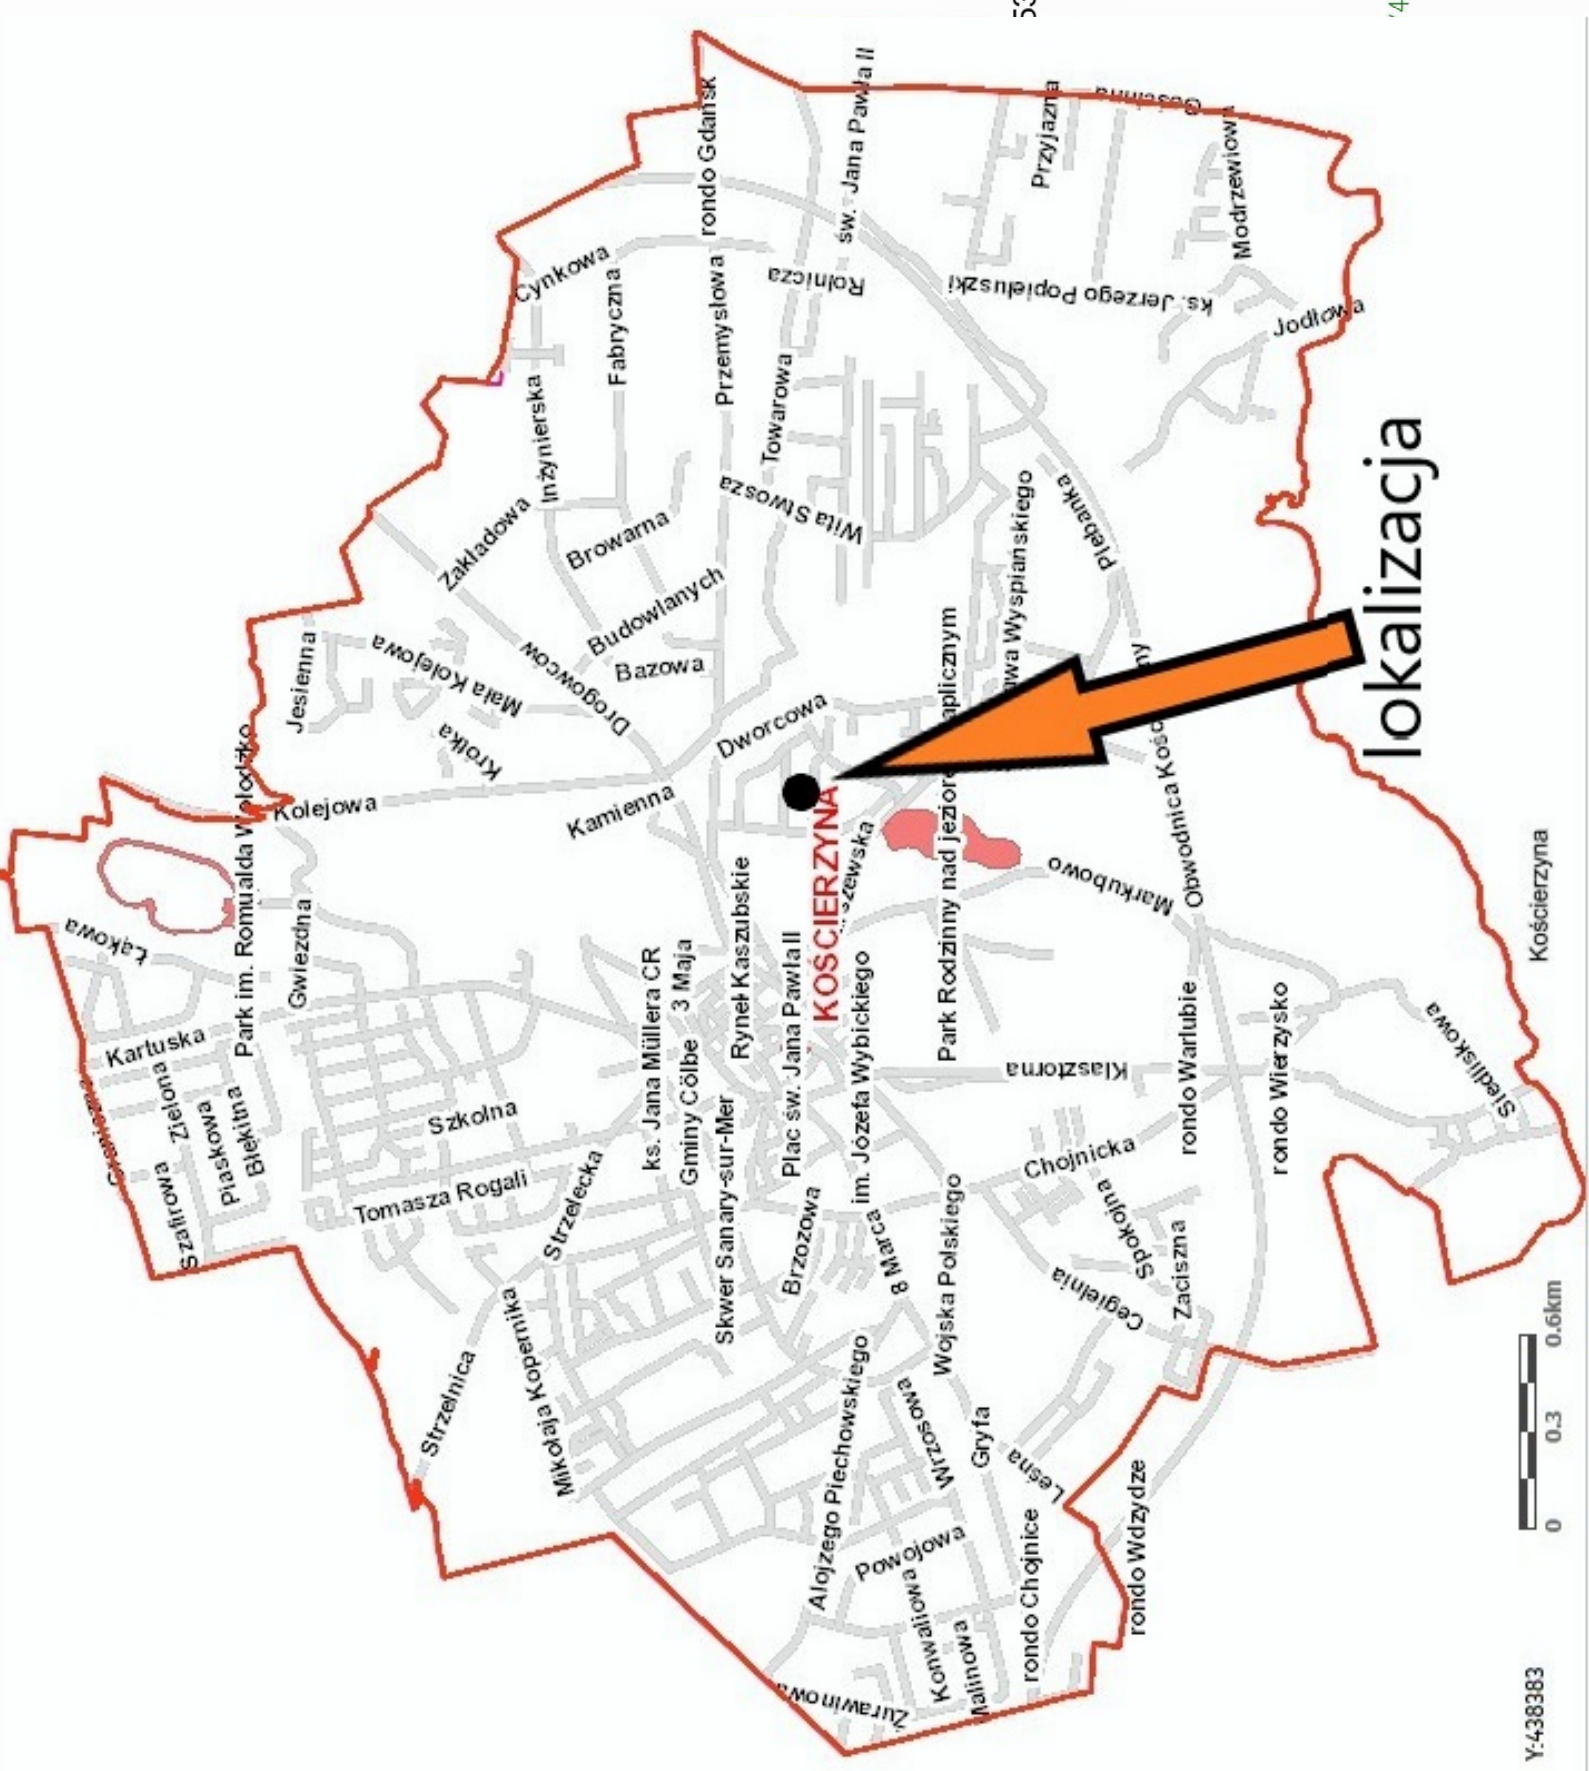 Żurawinowa
Malinowa
Konwaliowa
Powojowa
Alojzego Piechowskiego
rondo Chojnice
rondo Wdzydze
Leśna
Gryfa
Wrzosowa
Wojska Polskiego
8 Marca
Brzozowa
Mikołaja Kopernika
Strzelnica
Strzelecka
Tomasza Rogali
Szkolna
Szafirowa
Piaskowa
Błękitna
Zielona
Kartuska
Łąkowa
Gwiezdna
Park im. Romualda Wołodźko
Kolejowa
Kamienna
Krótka
Mała Kolejowa
Jesienna
Drogowców
Zakładowa
Inżynierska
Cynkowa
Fabryczna
Browarna
Budowlanych
Bazowa
Przemysłowa
rondo Gdańsk
Towarowa
Rolnicza
św. Jana Pawła II
Wita Stwosza
Dworcowa
ks. Jana Müllera CR
3 Maja
Gminy Cölbe
Rynek Kaszubskie
Skwer Sanary-sur-Mer
Plac św. Jana Pawła II
KOŚCIERZYNA
im. Józefa Wybickiego
Park Rodzinny nad
Wyspiańskiego
Plebanka
Przyjazna
Gościnna
Modrzewiowa
ks. Jerzego Popiełuszki
Jodłowa
Markubowo
Obwodnica
Klasztorna
rondo Warlubie
rondo Wierzysko
Siedliskowa
Chojnicka
Spokojna
Zaciszna
Cegielnia
lokalizacja
Kościerzyna
0 0.3 0.6km
Y:438383